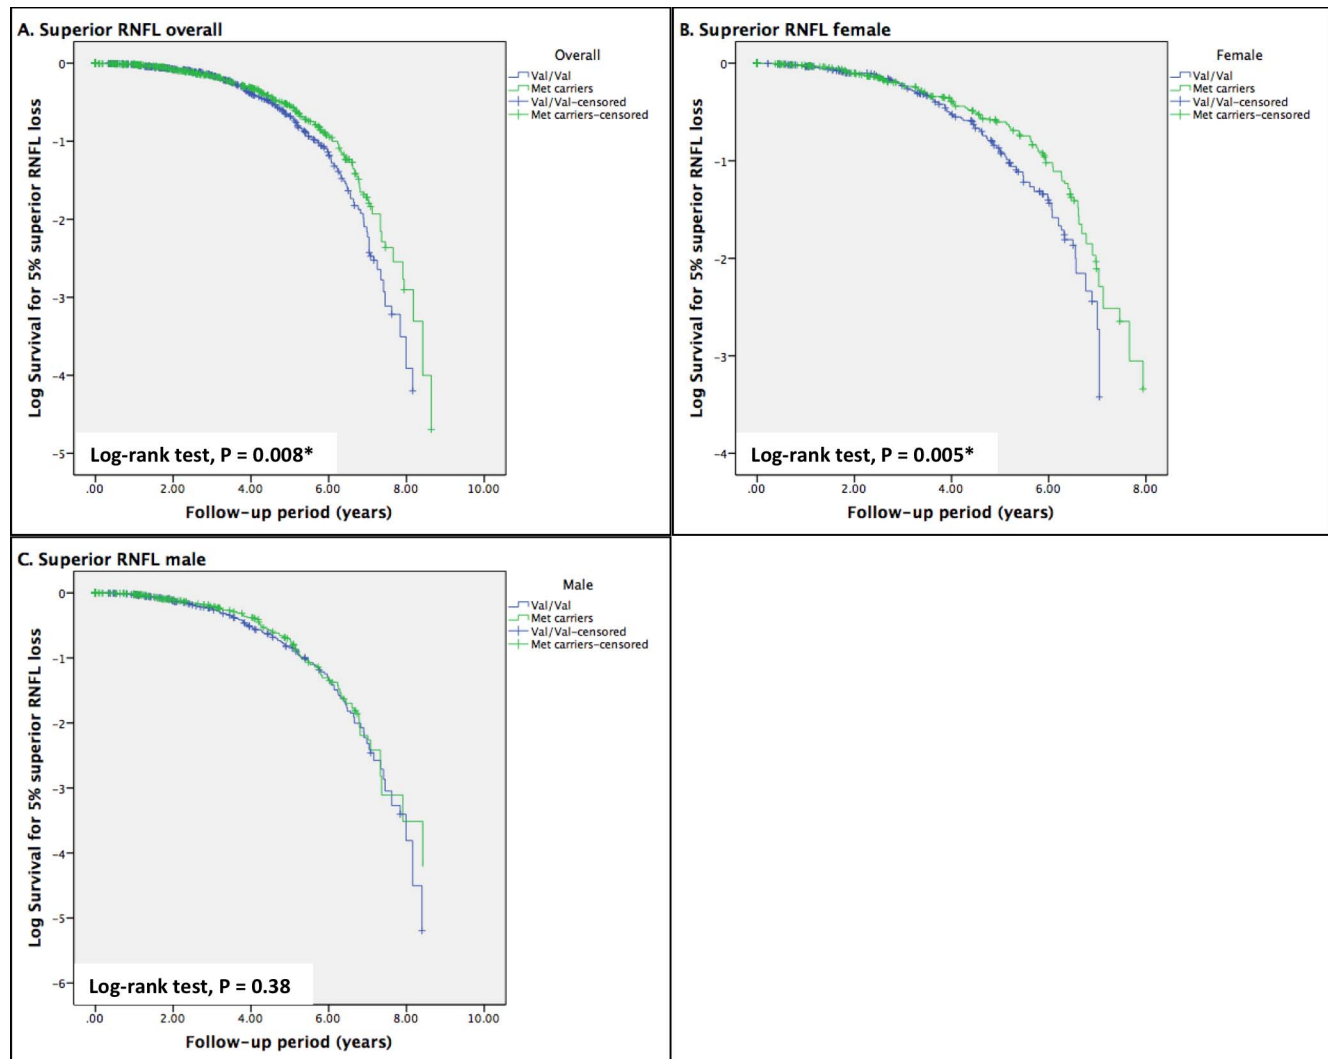 A. Superior RNFL overall
Overall
Val/Val
Met carriers
Val/Val-censored
Met carriers-censored
Log Survival for 5% superior RNFL loss
0
-1
-2
-3
-4
-5
Log-rank test, P = 0.008*
.00 2.00 4.00 6.00 8.00 10.00
Follow-up period (years)
B. Suprerior RNFL female
Female
Val/Val
Met carriers
Val/Val-censored
Met carriers-censored
Log Survival for 5% superior RNFL loss
0
-1
-2
-3
-4
Log-rank test, P = 0.005*
.00 2.00 4.00 6.00 8.00
Follow-up period (years)
C. Superior RNFL male
Male
Val/Val
Met carriers
Val/Val-censored
Met carriers-censored
Log Survival for 5% superior RNFL loss
0
-1
-2
-3
-4
-5
-6
Log-rank test, P = 0.38
.00 2.00 4.00 6.00 8.00 10.00
Follow-up period (years)